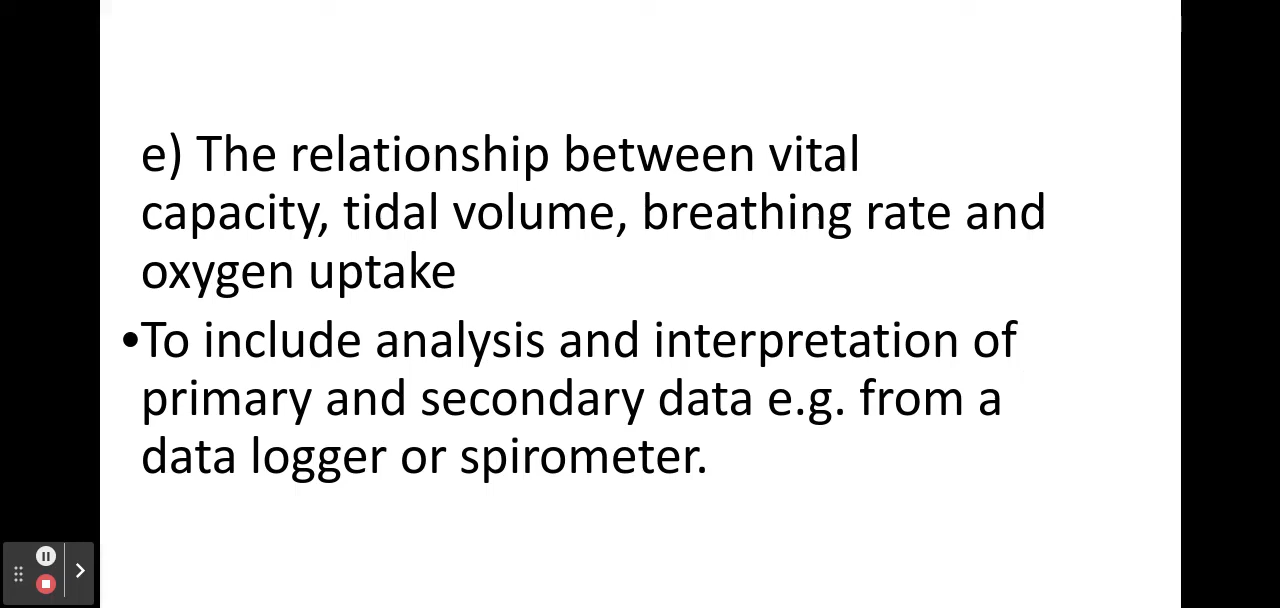 e) The relationship between vital
capacity, tidal volume, breathing rate and
oxygen uptake
•To include analysis and interpretation of
primary and secondary data e.g. from a
data logger or spirometer.